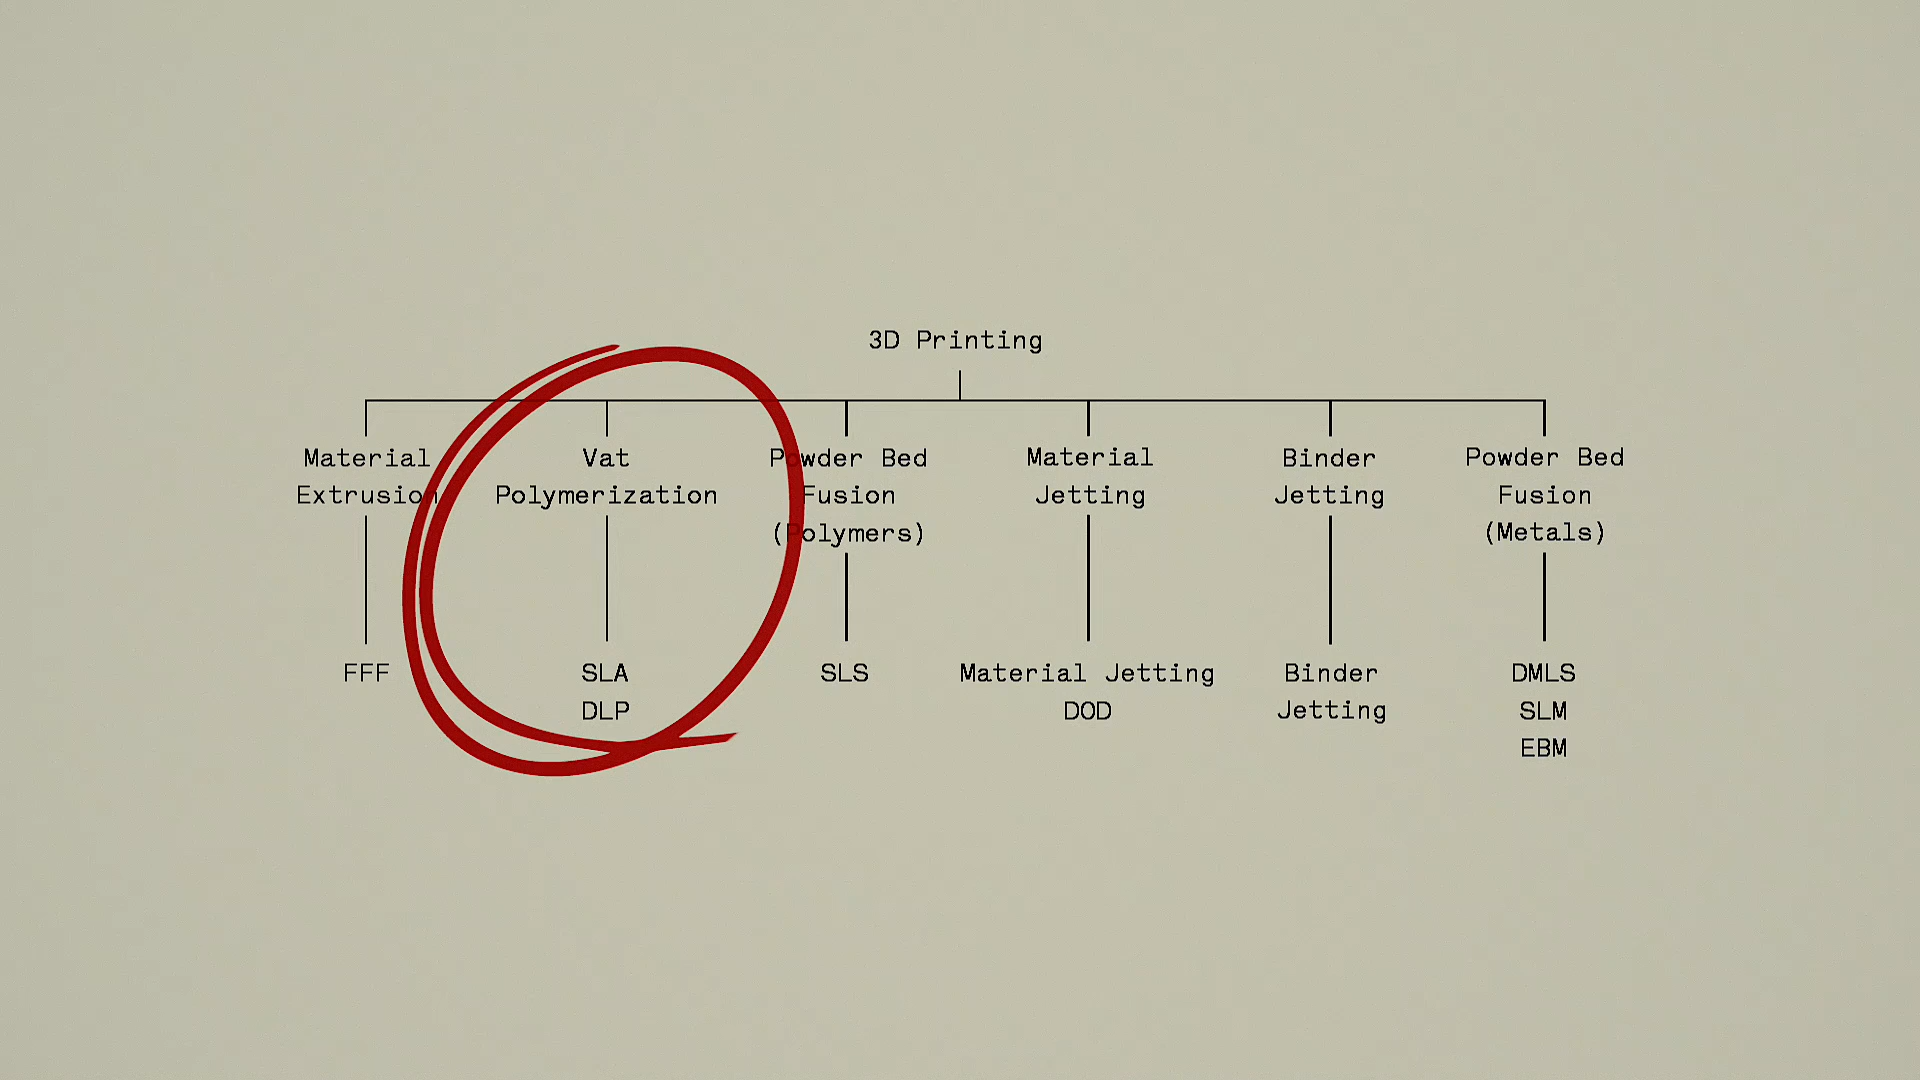 3D Printing
Material
Extrusion
FFF
Vat
Polymerization
SLA
DLP
Powder Bed
Fusion
(Polymers)
SLS
Material
Jetting
Material Jetting
DOD
Binder
Jetting
Binder
Jetting
Powder Bed
Fusion
(Metals)
DMLS
SLM
EBM